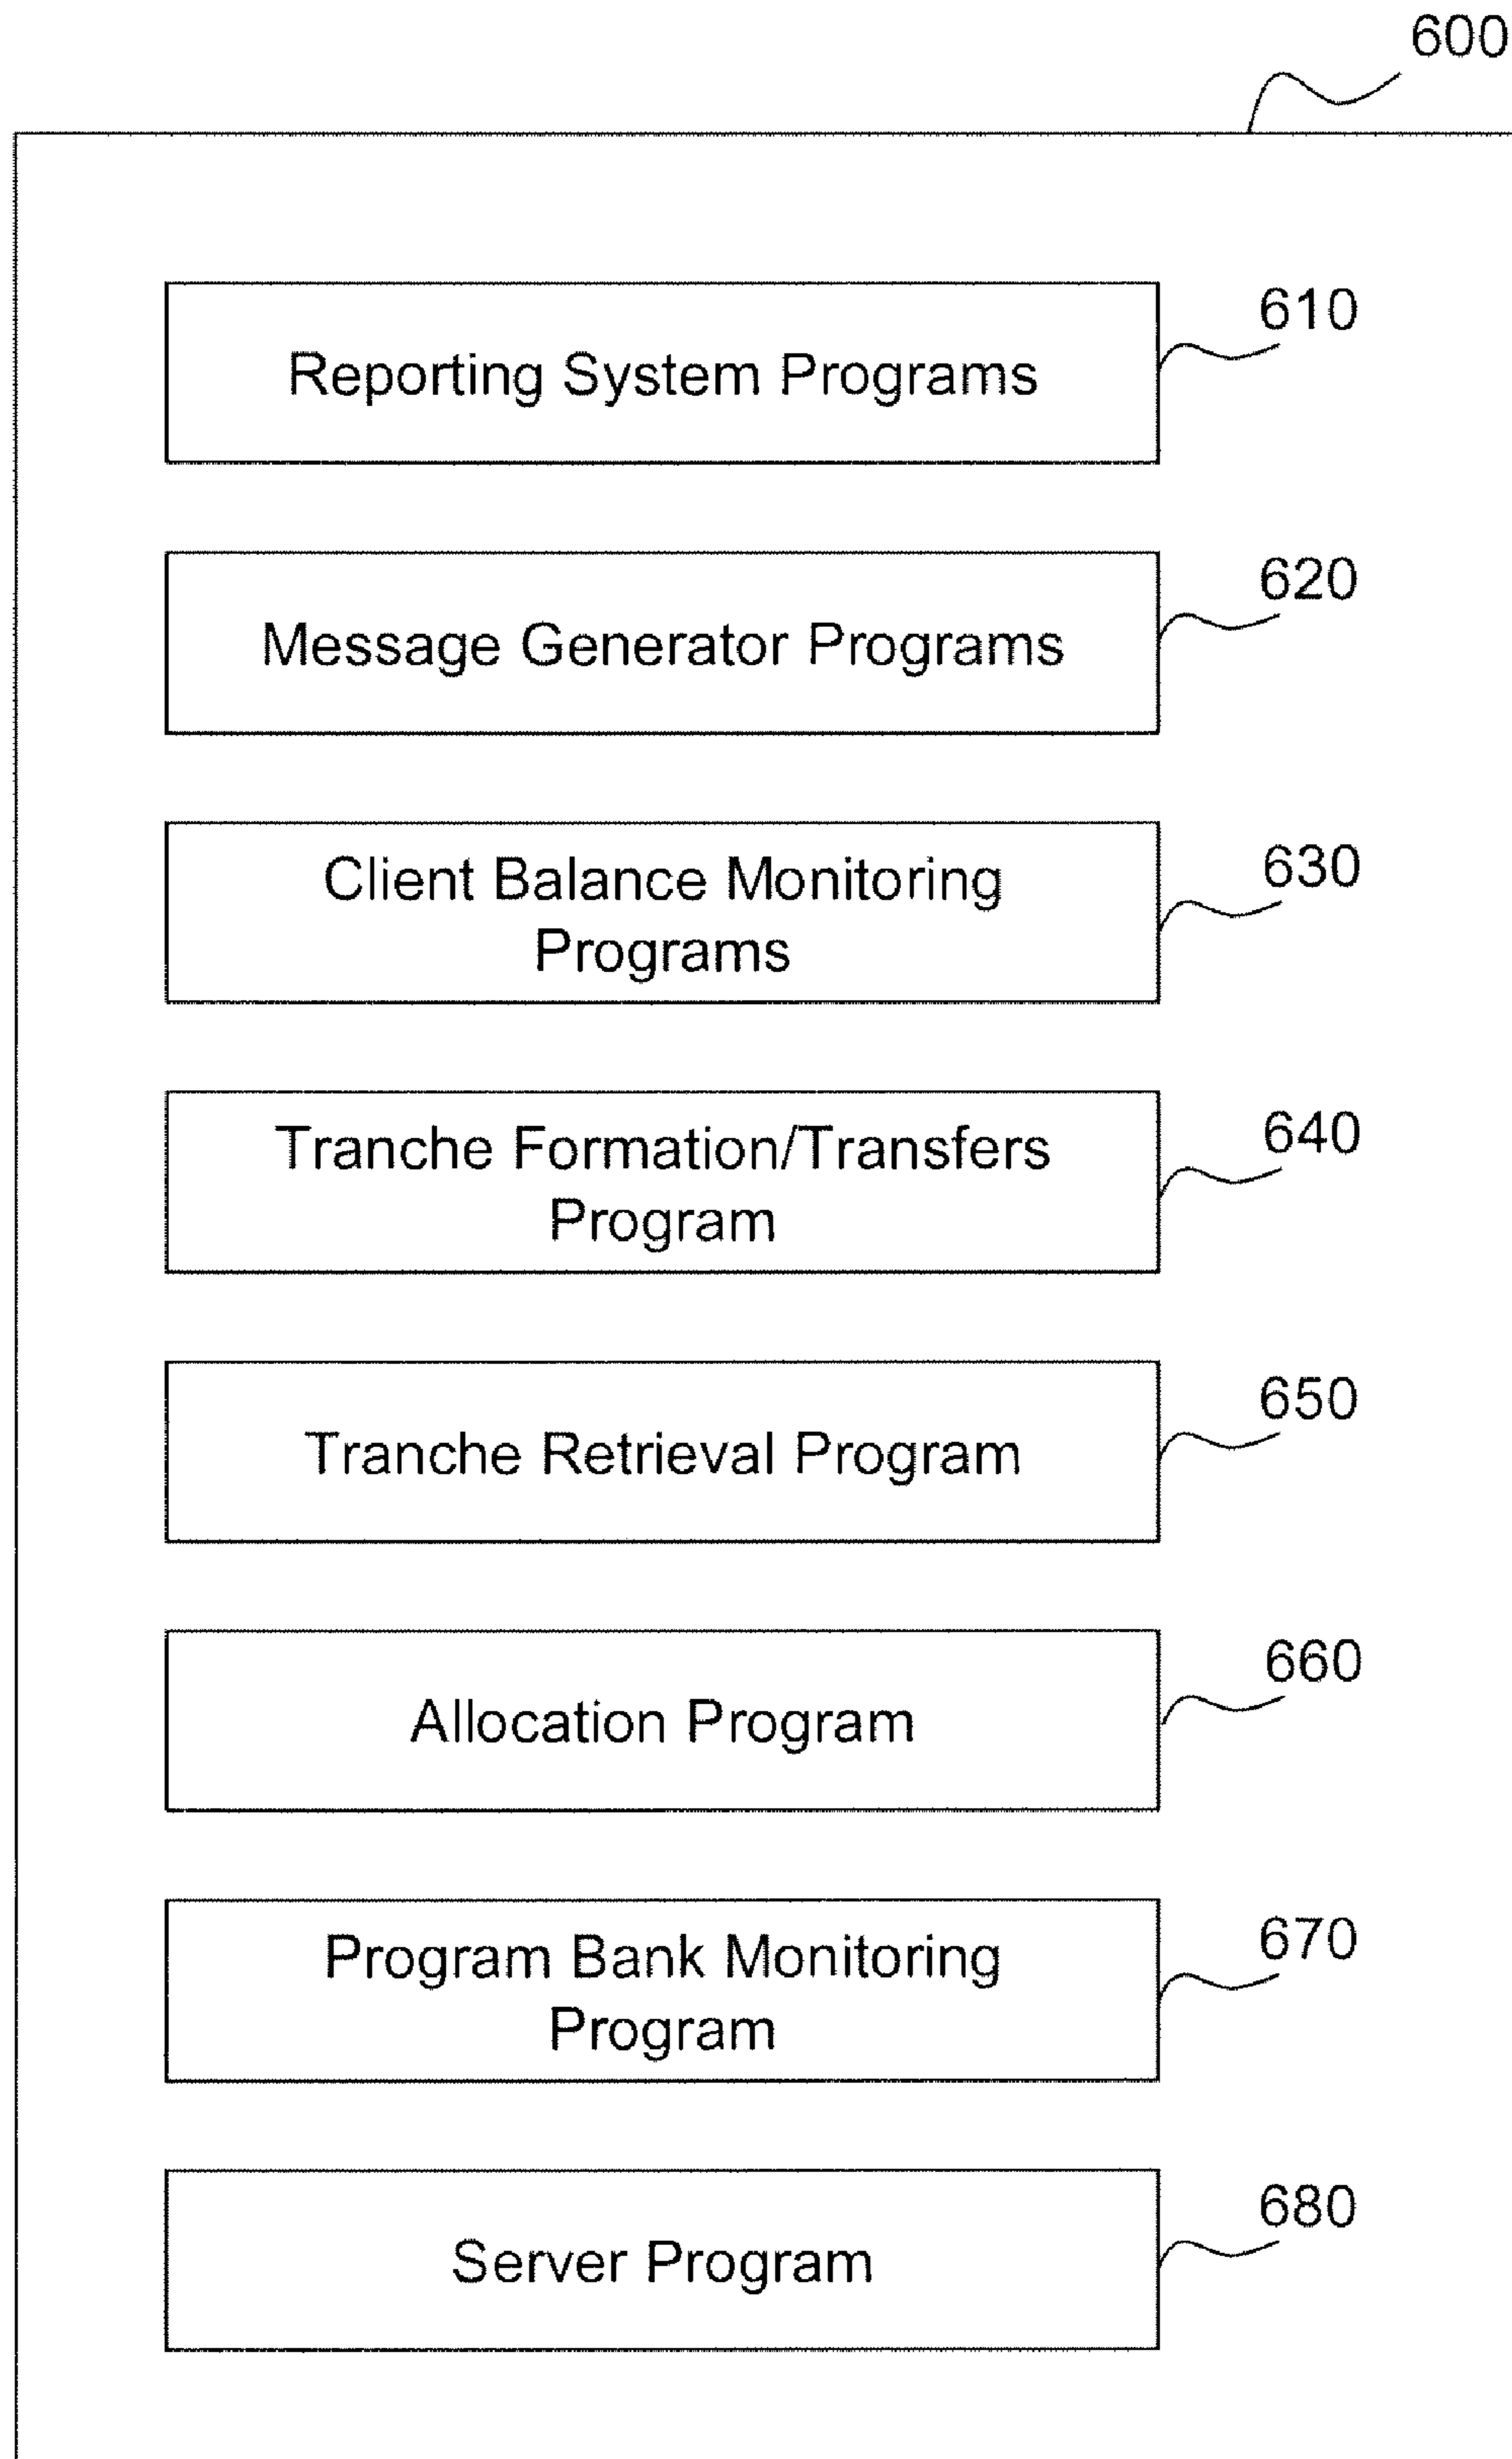 600
Reporting System Programs
610
Message Generator Programs
620
Client Balance Monitoring
Programs
630
Tranche Formation/Transfers
Program
640
Tranche Retrieval Program
650
Allocation Program
660
Program Bank Monitoring
Program
670
Server Program
680